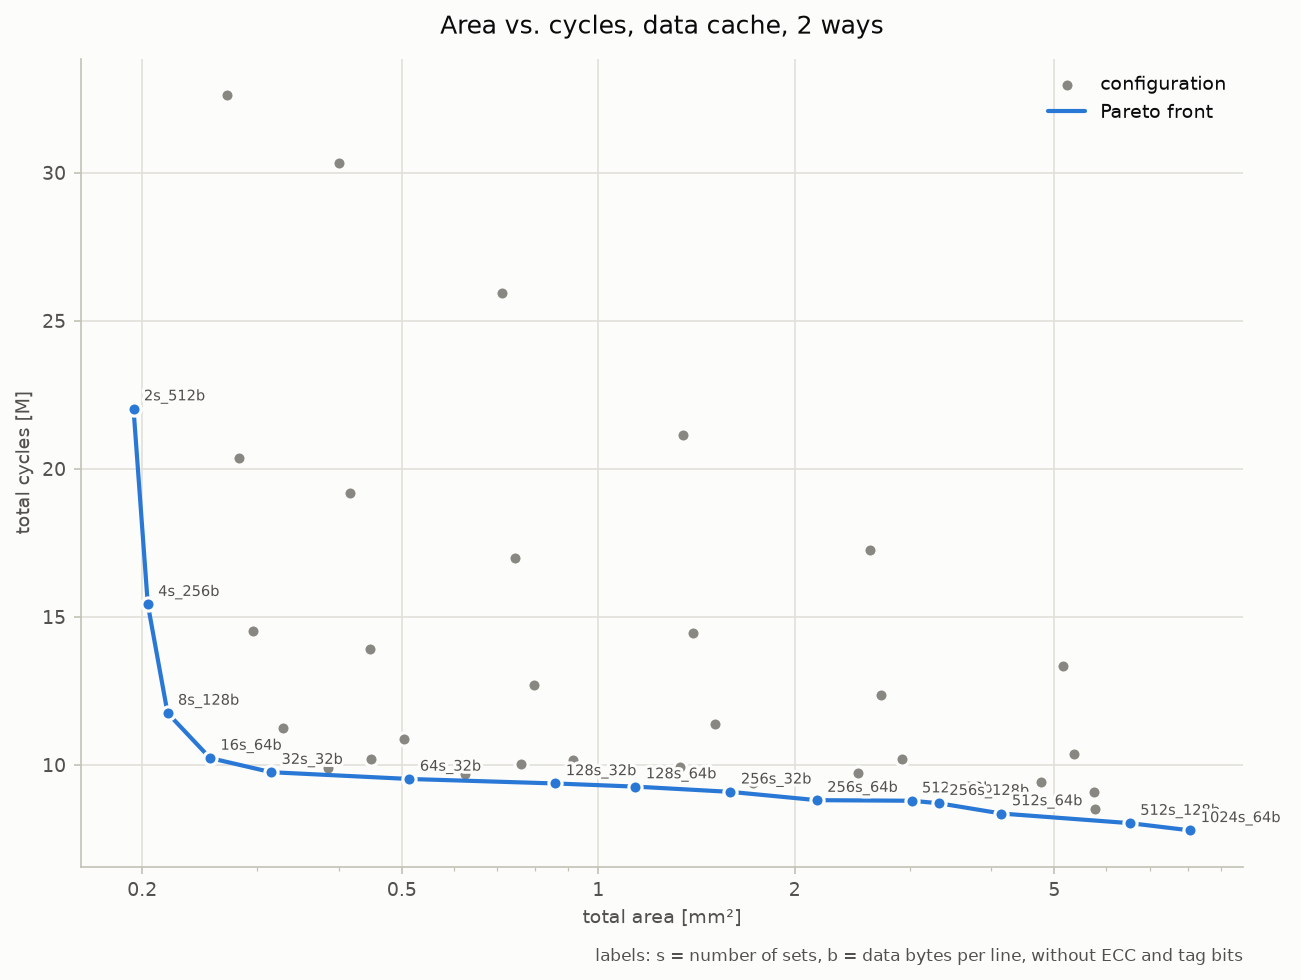 Area vs. cycles, data cache, 2 ways
configuration
Pareto front
total cycles [M]
30
25
20
15
10
2s_512b
4s_256b
8s_128b
16s_64b
32s_32b
64s_32b
128s_32b
128s_64b
256s_32b
256s_64b
256s_128b
512s_64b
512s_128b
1024s_64b
0.2
0.5
1
2
5
total area [mm²]
labels: s = number of sets, b = data bytes per line, without ECC and tag bits